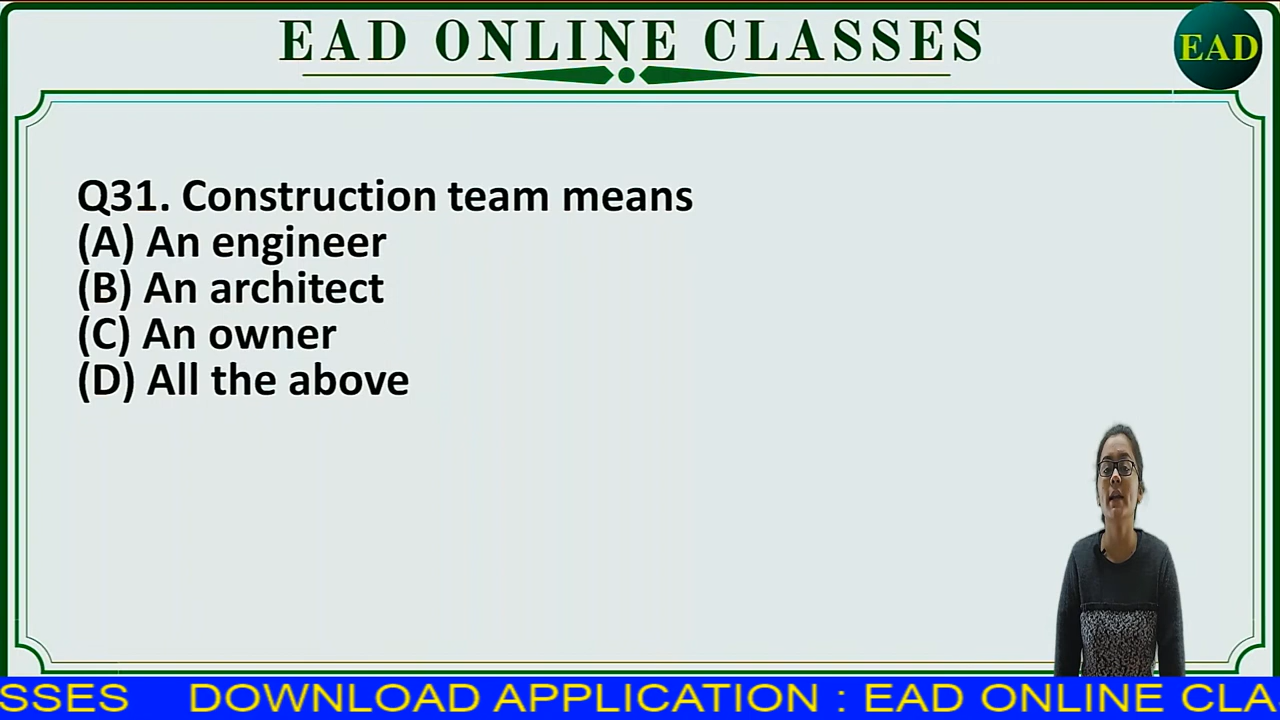 EAD ONLINE CLASSES
EAD
Q31. Construction team means
(A) An engineer
(B) An architect
(C) An owner
(D) All the above
SSES DOWNLOAD APPLICATION : EAD ONLINE CLA